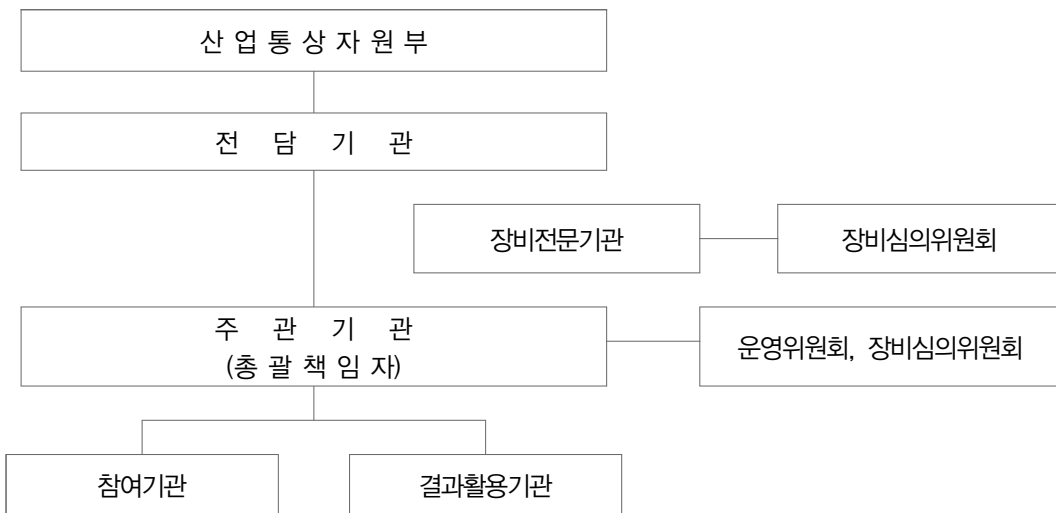 산 업 통 상 자 원 부
전 담 기 관
장비전문기관
장비심의위원회
주 관 기 관
(총 괄 책 임 자)
운영위원회, 장비심의위원회
참여기관
결과활용기관